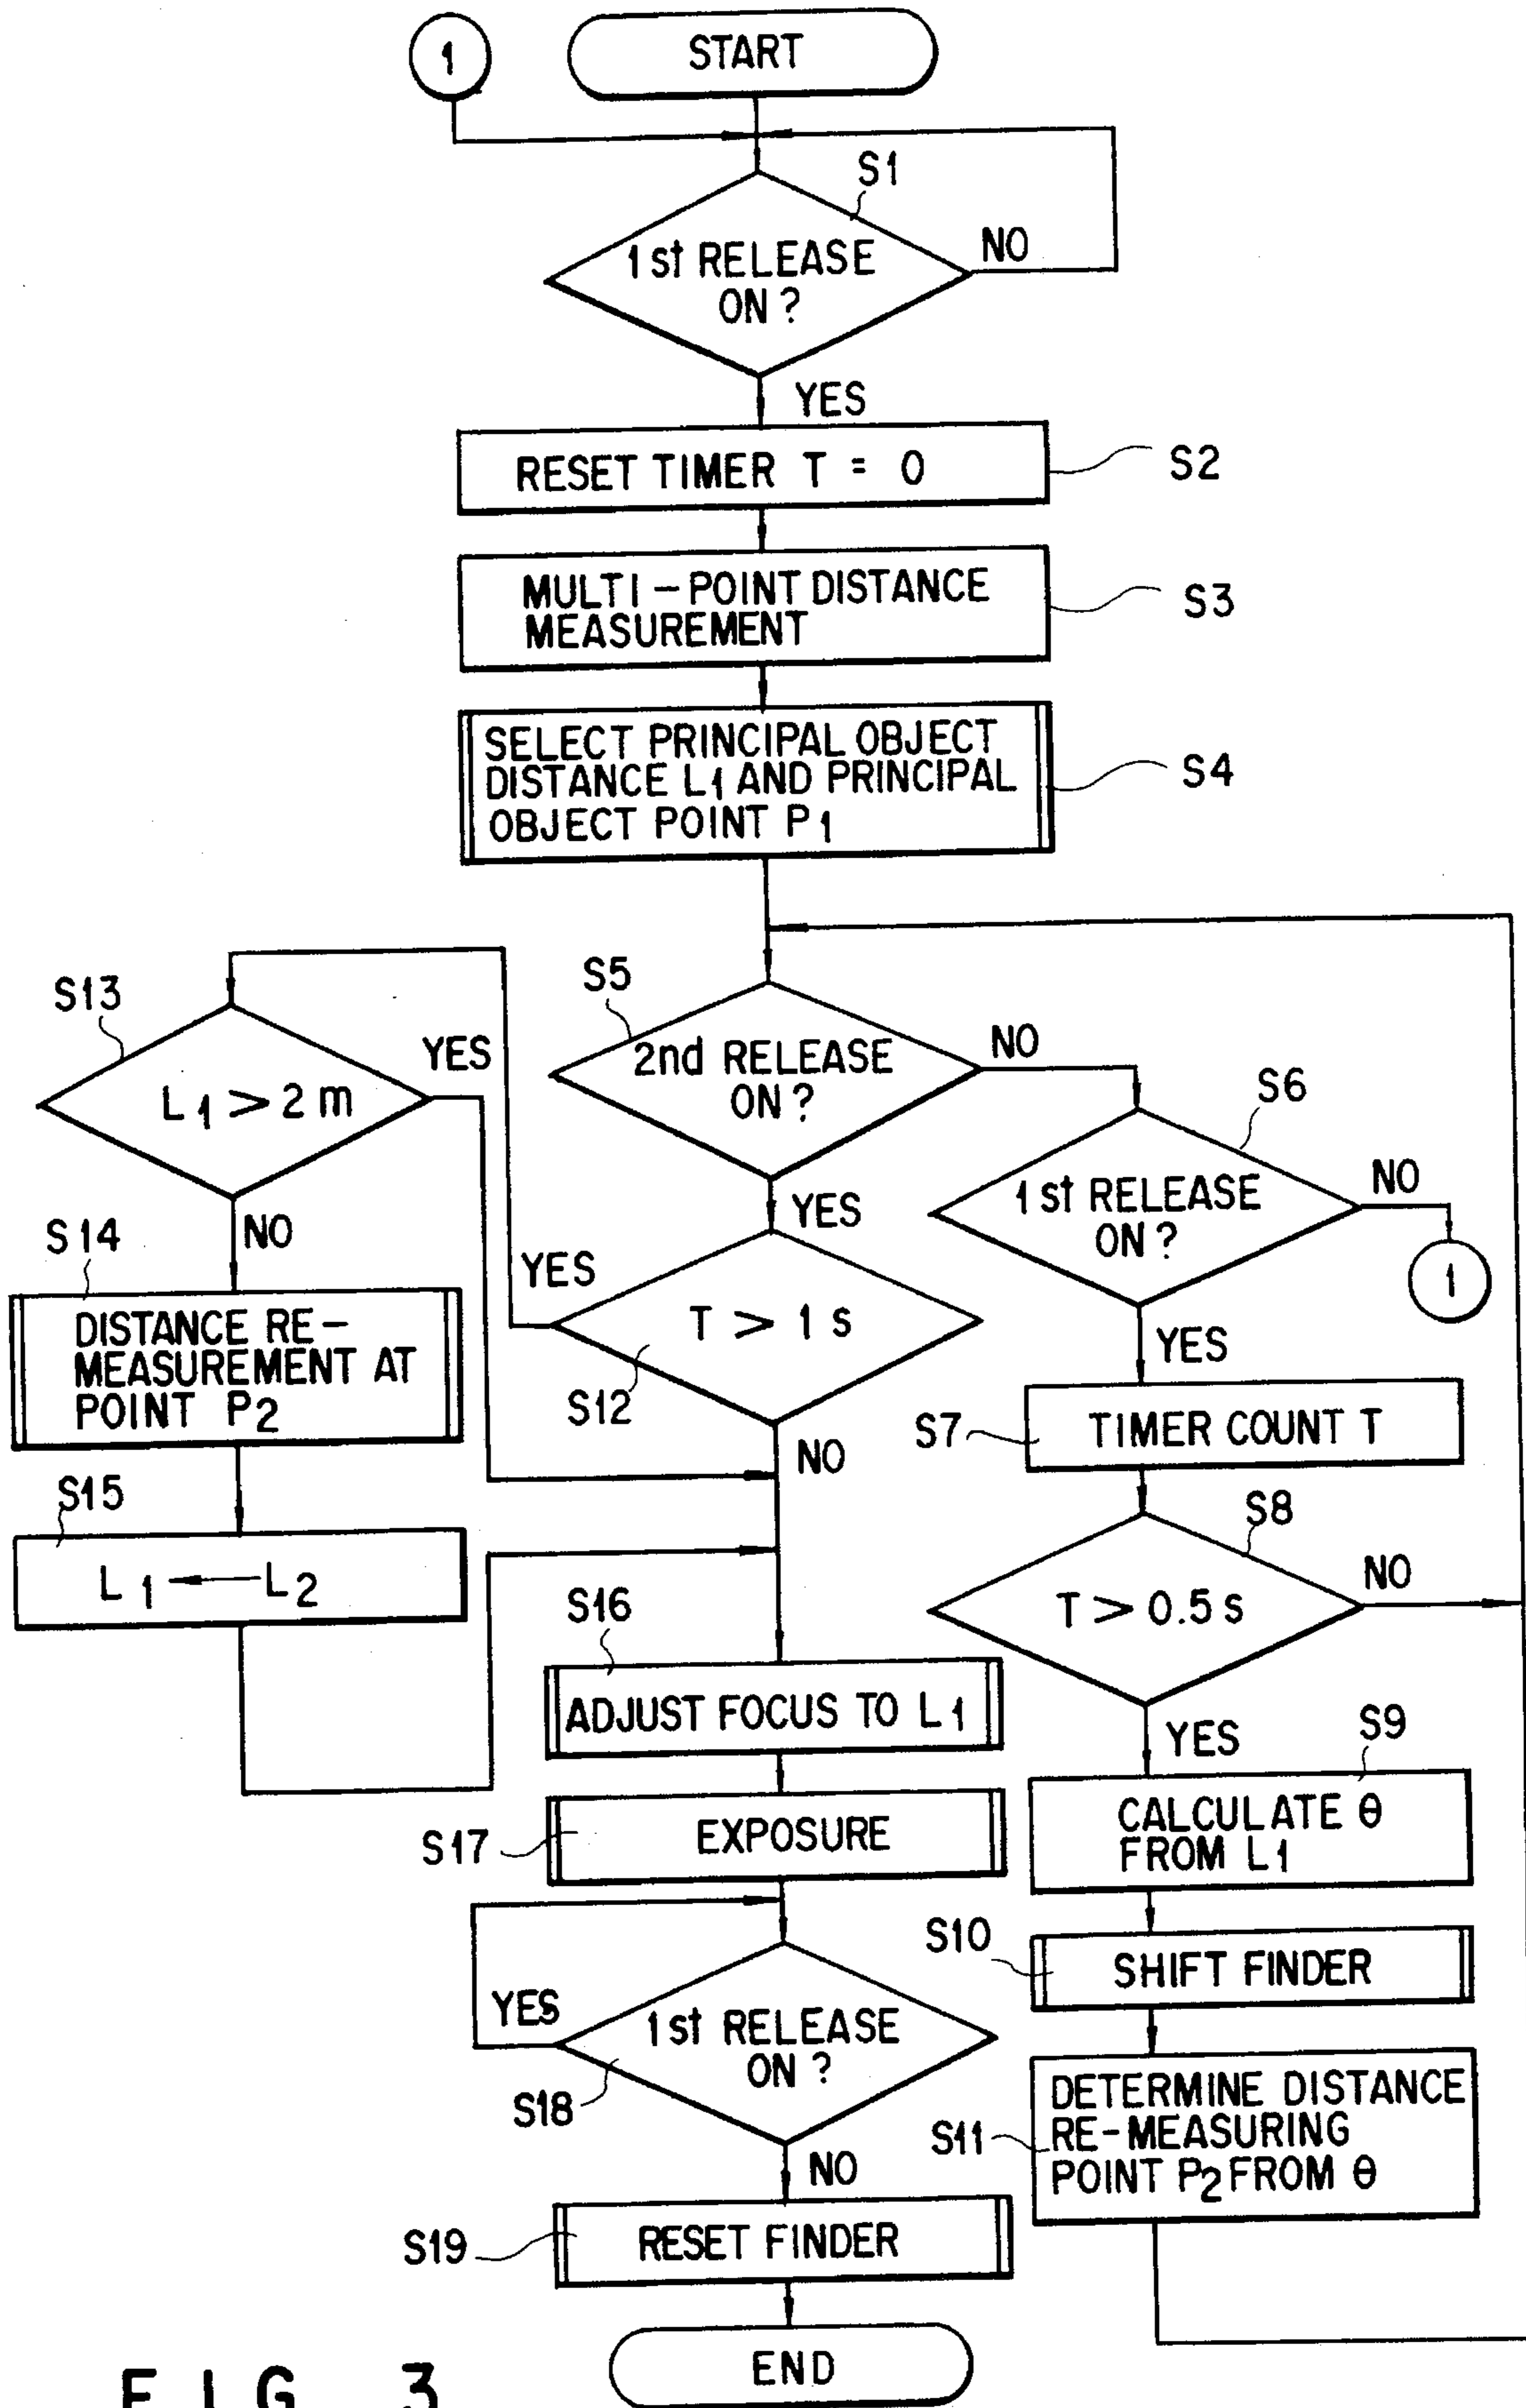 1
START
S1
1st RELEASE
ON?
NO
YES
RESET TIMER T = 0
S2
MULTI-POINT DISTANCE
MEASUREMENT
S3
SELECT PRINCIPAL OBJECT
DISTANCE L1 AND PRINCIPAL
OBJECT POINT P1
S4
S5
2nd RELEASE
ON?
NO
YES
S6
1st RELEASE
ON?
NO
1
YES
S7
TIMER COUNT T
S8
T > 0.5 s
NO
YES
S9
CALCULATE θ
FROM L1
S10
SHIFT FINDER
S11
DETERMINE DISTANCE
RE-MEASURING
POINT P2 FROM θ
S12
T > 1 s
YES
NO
S13
L1 > 2 m
YES
NO
S14
DISTANCE RE-
MEASUREMENT AT
POINT P2
S15
L1 ← L2
S16
ADJUST FOCUS TO L1
S17
EXPOSURE
S18
1st RELEASE
ON?
YES
NO
S19
RESET FINDER
END
FIG. 3